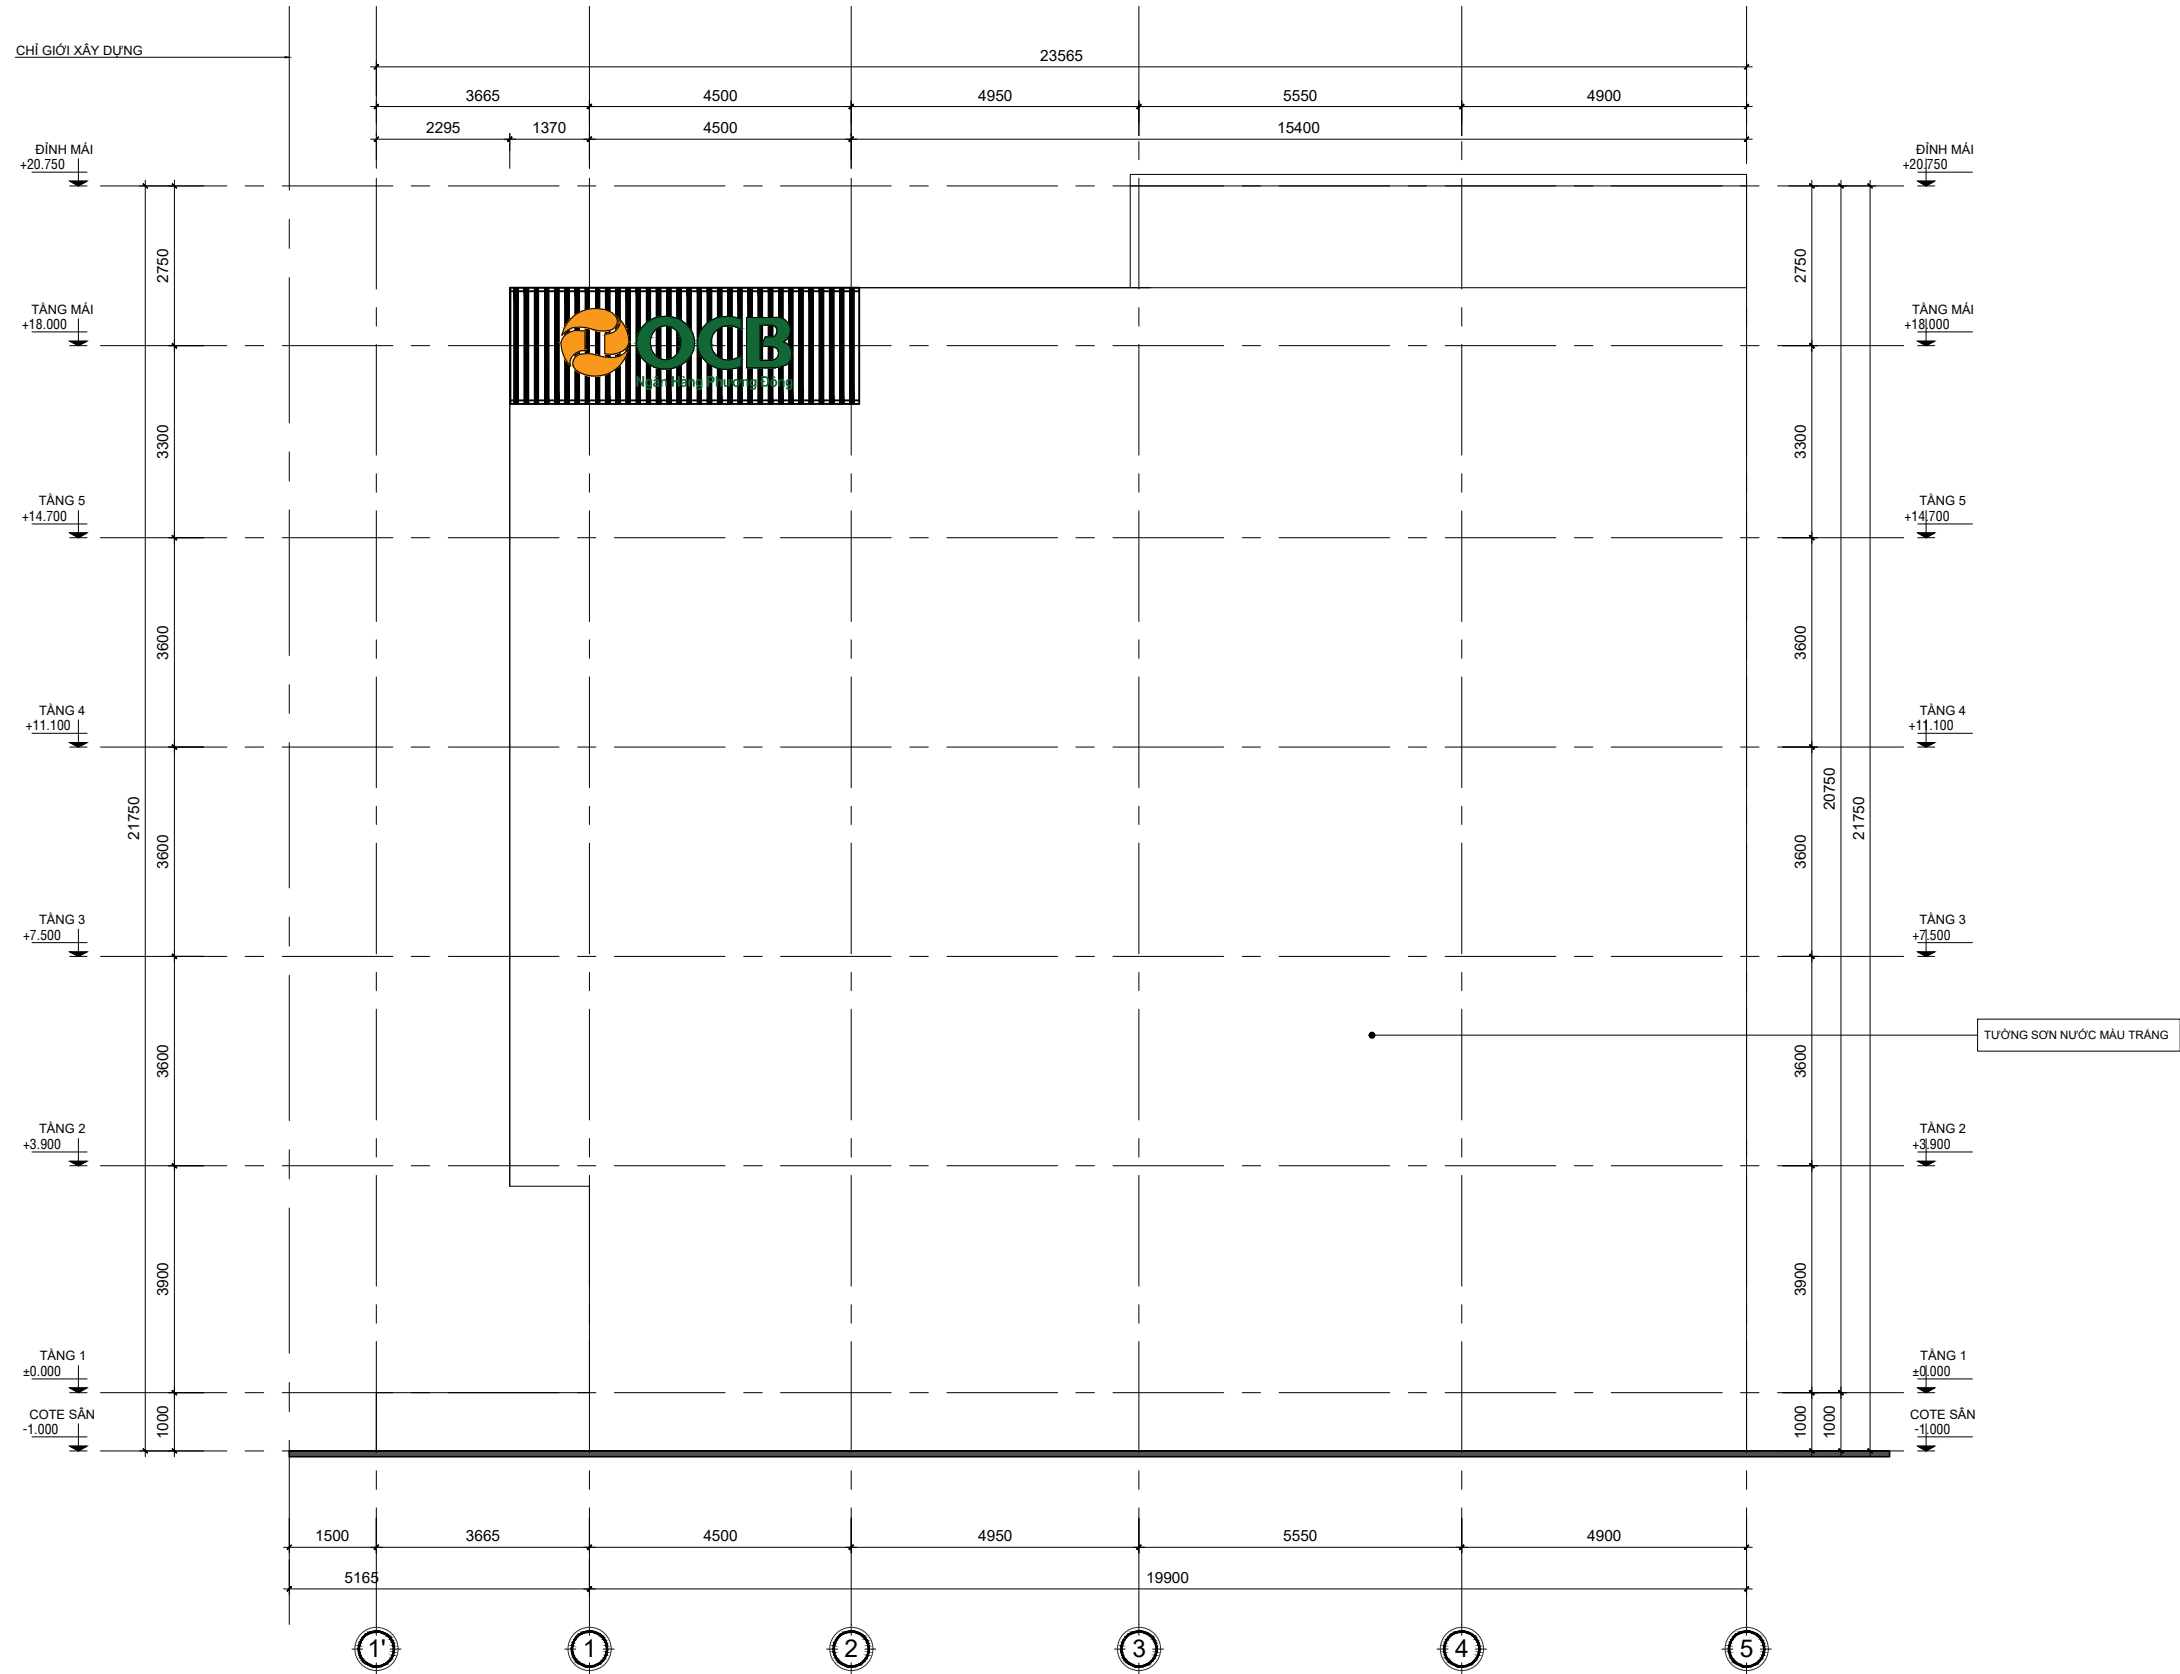 CHỈ GIỚI XÂY DỰNG
23565
3665 4500 4950 5550 4900
2295 1370 4500 15400
ĐỈNH MÁI
+20.750
ĐỈNH MÁI
+20.750
2750
2750
TẦNG MÁI
+18.000
TẦNG MÁI
+18.000
OCB
Ngân Hàng Phương Đông
3300
3300
TẦNG 5
+14.700
TẦNG 5
+14.700
3600
3600
TẦNG 4
+11.100
TẦNG 4
+11.100
21750
3600
3600
20750
21750
TẦNG 3
+7.500
TẦNG 3
+7.500
TƯỜNG SƠN NƯỚC MÀU TRẮNG
3600
3600
TẦNG 2
+3.900
TẦNG 2
+3.900
3900
3900
TẦNG 1
±0.000
TẦNG 1
±0.000
COTE SÂN
-1.000
1000
1000
1000
COTE SÂN
-1.000
1500 3665 4500 4950 5550 4900
5165 19900
1' 1 2 3 4 5